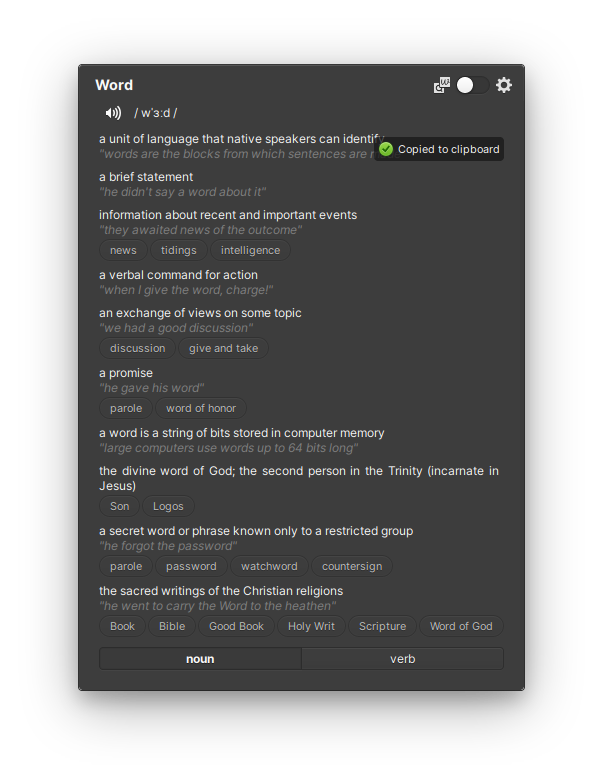 Word
/ wˈɜːd /
a unit of language that native speakers can identify
"words are the blocks from which sentences are
Copied to clipboard
a brief statement
"he didn't say a word about it"
information about recent and important events
"they awaited news of the outcome"
news tidings intelligence
a verbal command for action
"when I give the word, charge!"
an exchange of views on some topic
"we had a good discussion"
discussion give and take
a promise
"he gave his word"
parole word of honor
a word is a string of bits stored in computer memory
"large computers use words up to 64 bits long"
the divine word of God; the second person in the Trinity (incarnate in
Jesus)
Son Logos
a secret word or phrase known only to a restricted group
"he forgot the password"
parole password watchword countersign
the sacred writings of the Christian religions
"he went to carry the Word to the heathen"
Book Bible Good Book Holy Writ Scripture Word of God
noun verb